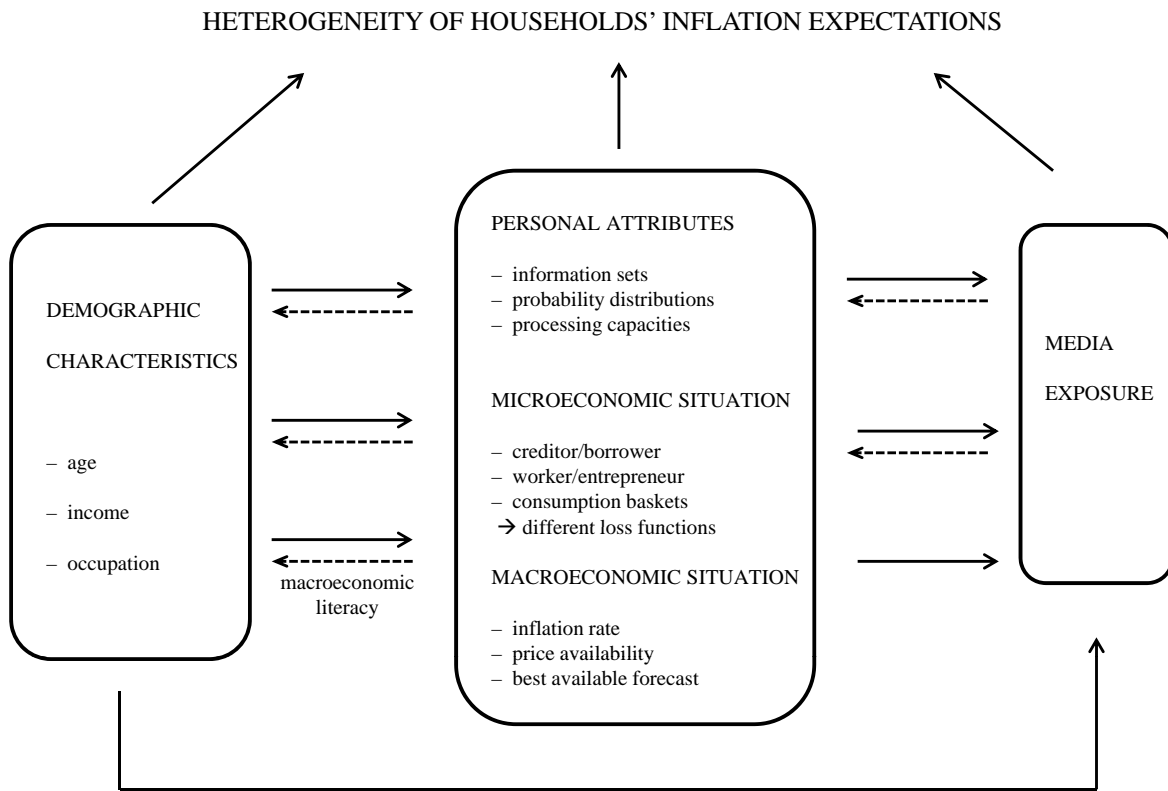 HETEROGENEITY OF HOUSEHOLDS’ INFLATION EXPECTATIONS
DEMOGRAPHIC
CHARACTERISTICS
– age
– income
– occupation
macroeconomic
literacy
PERSONAL ATTRIBUTES
– information sets
– probability distributions
– processing capacities
MICROECONOMIC SITUATION
– creditor/borrower
– worker/entrepreneur
– consumption baskets
→ different loss functions
MACROECONOMIC SITUATION
– inflation rate
– price availability
– best available forecast
MEDIA
EXPOSURE